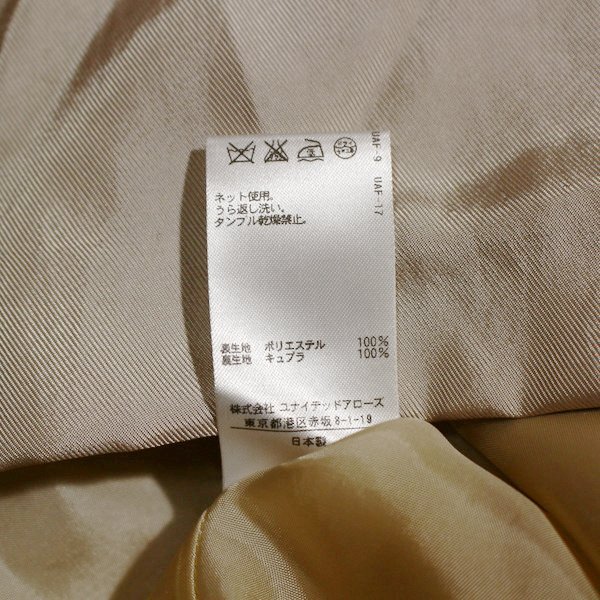 UAF-9 UAF-17
ネット使用。
うら返し洗い。
タンブル乾燥禁止。
表生地 ポリエステル 100%
裏生地 キュプラ 100%
株式会社 ユナイテッドアローズ
東京都港区赤坂8-1-19
日本製